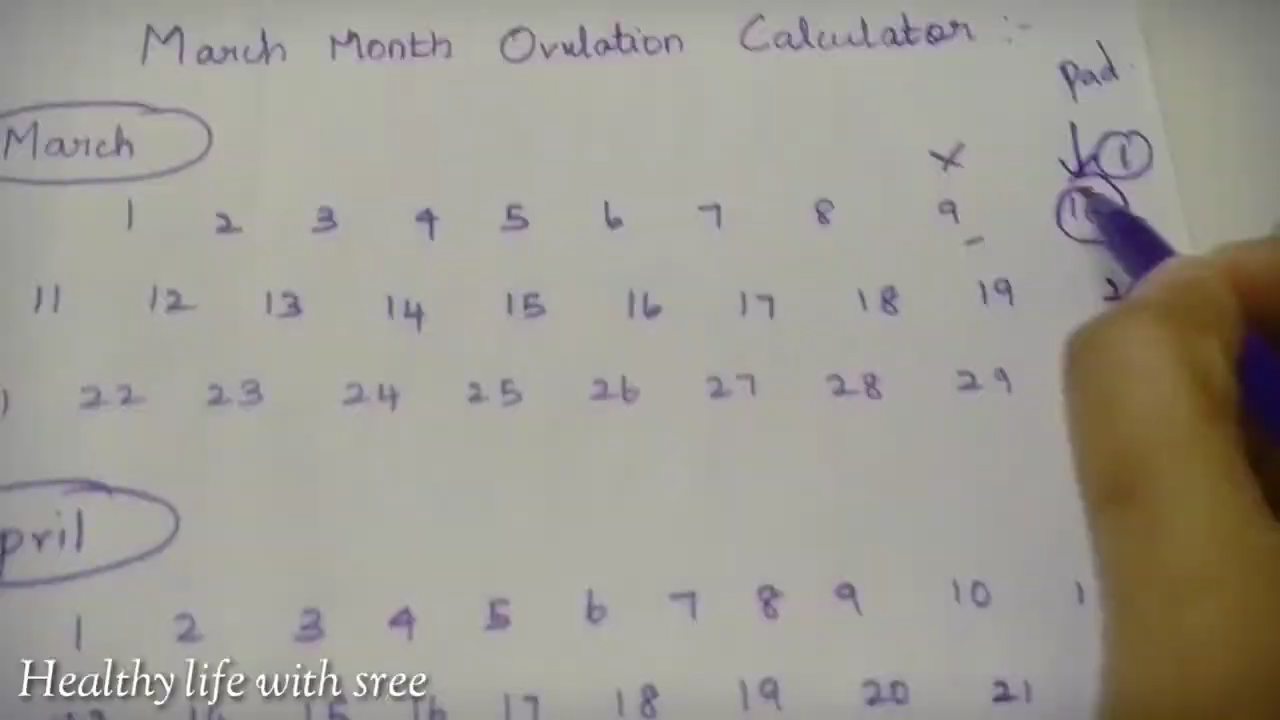 March Month Ovulation Calculator :-
pad.
March
x 1
1 2 3 4 5 6 7 8 9
11 12 13 14 15 16 17 18 19
22 23 24 25 26 27 28 29
pril
1 2 3 4 5 6 7 8 9 10
17 18 19 20 21
Healthy life with sree